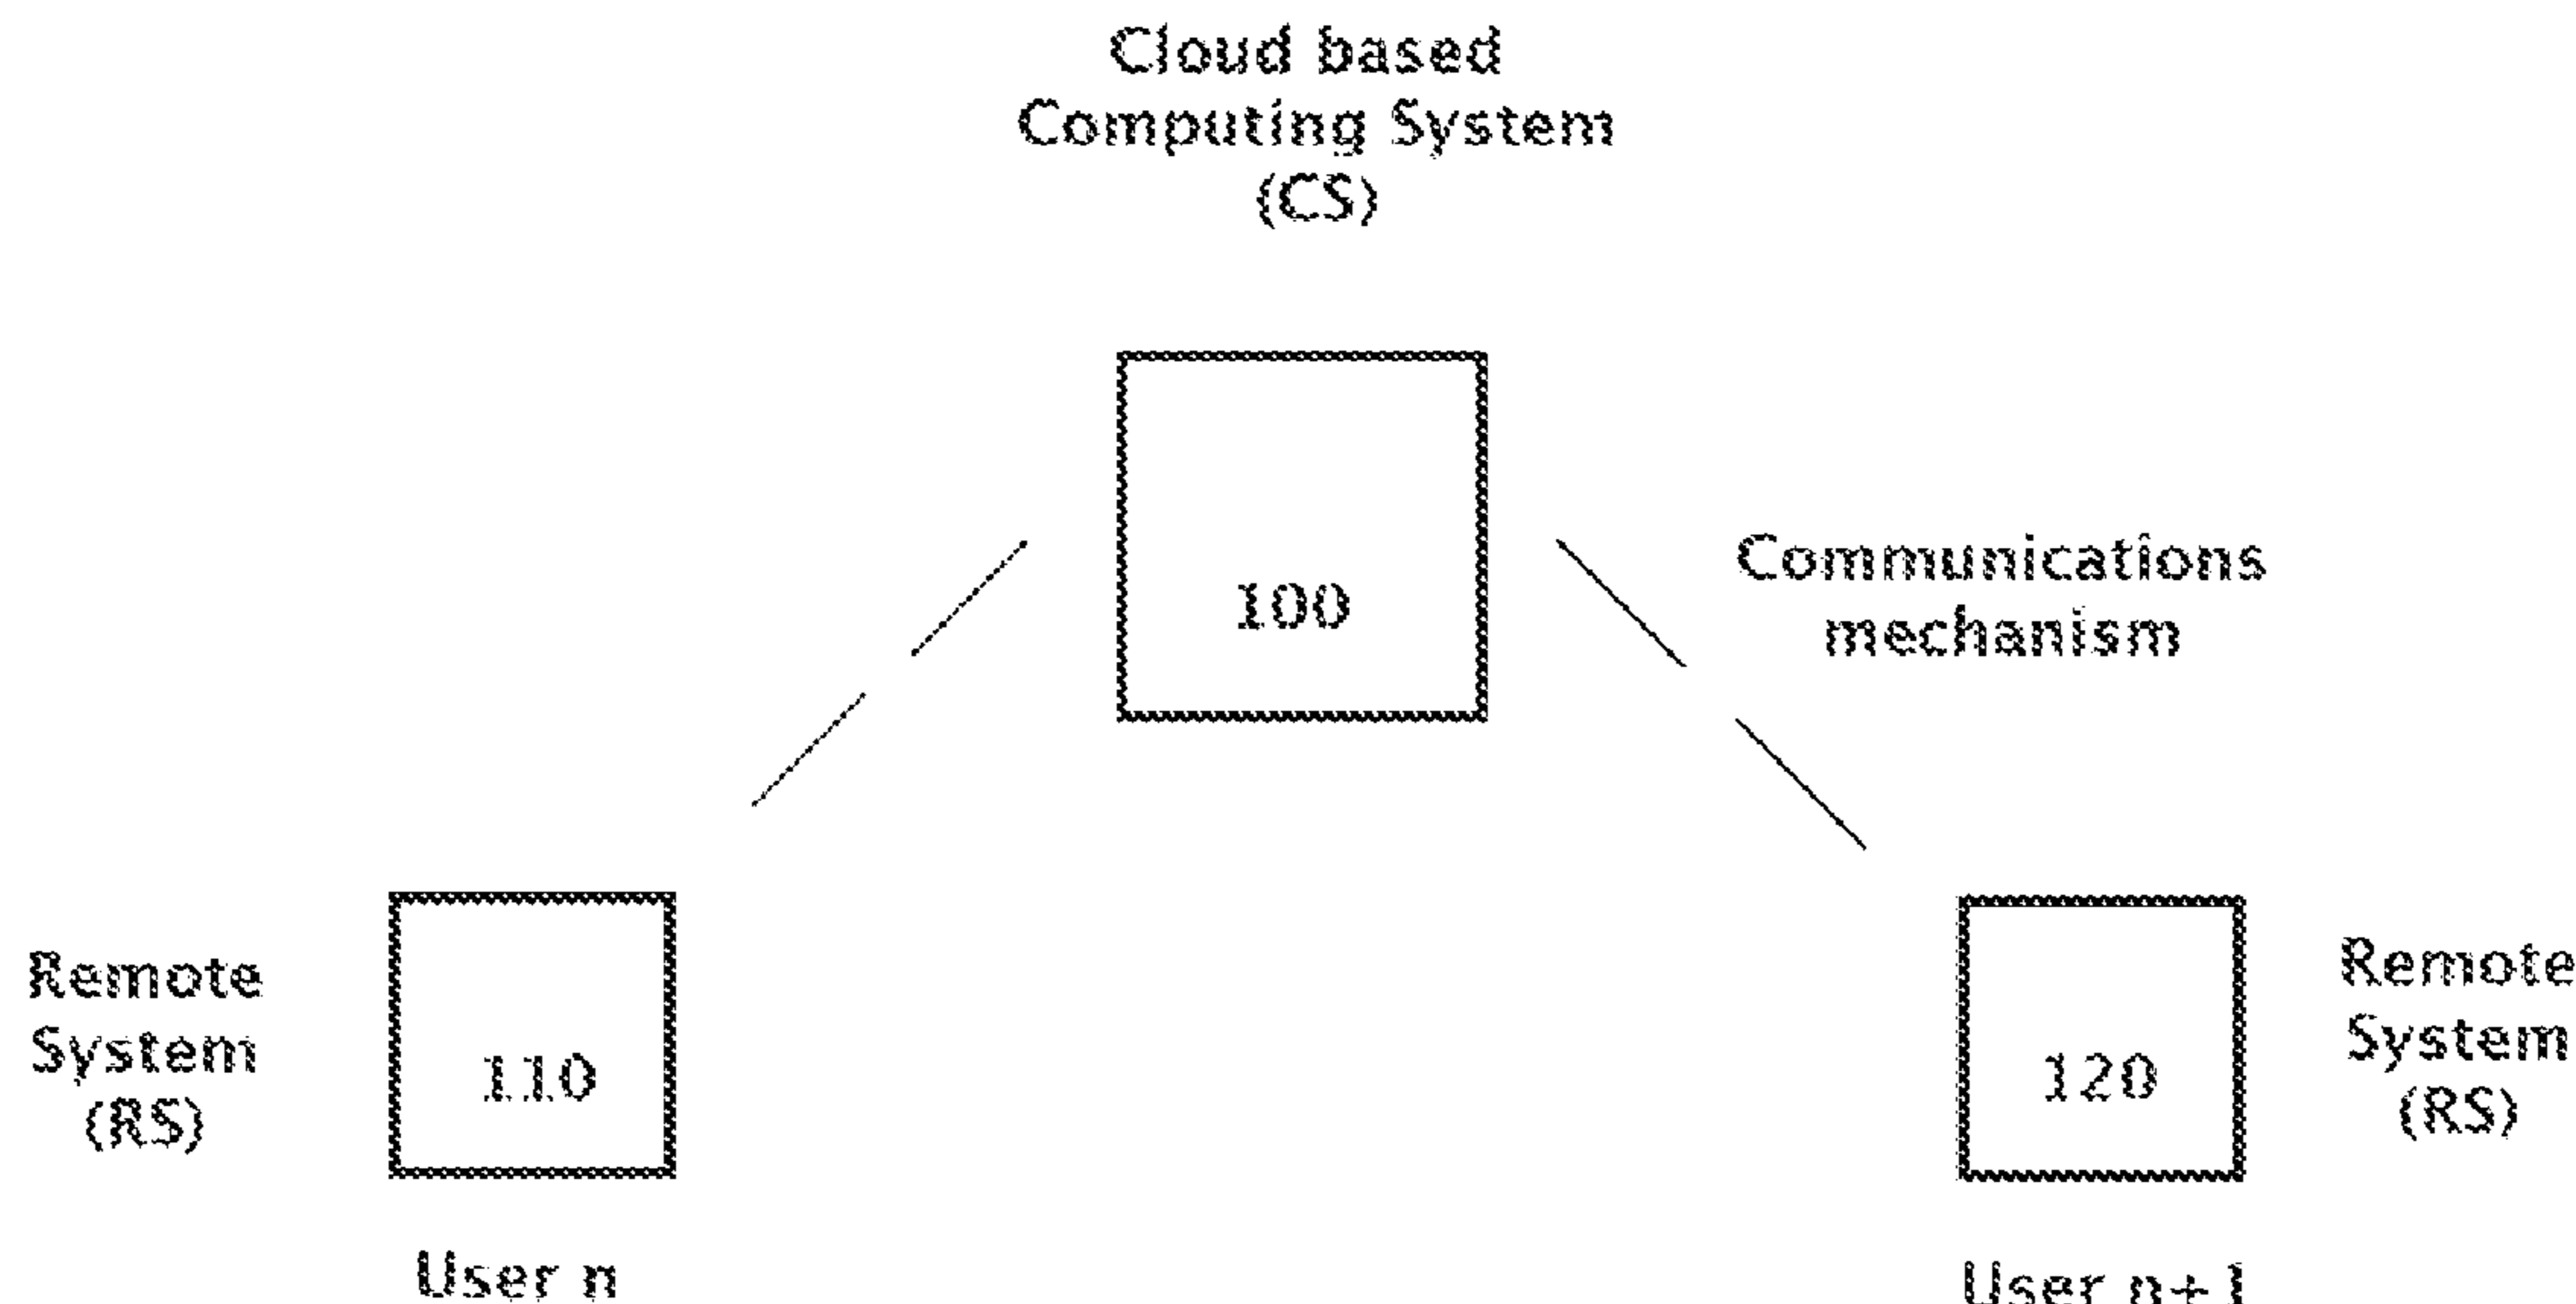 Cloud based
Computing System
(CS)
100
Communications
mechanism
Remote
System
(RS)
110
User n
120
Remote
System
(RS)
User n+1